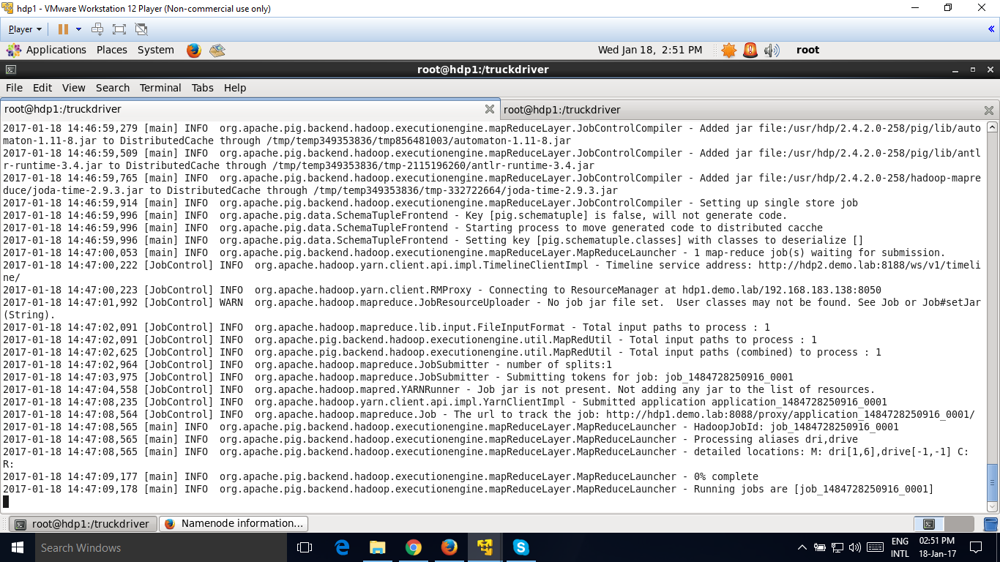 hdp1 - VMware Workstation 12 Player (Non-commercial use only)
Player
Applications Places System Wed Jan 18, 2:51 PM root
root@hdp1:/truckdriver
File Edit View Search Terminal Tabs Help
root@hdp1:/truckdriver root@hdp1:/truckdriver
2017-01-18 14:46:59,279 [main] INFO  org.apache.pig.backend.hadoop.executionengine.mapReduceLayer.JobControlCompiler - Added jar file:/usr/hdp/2.4.2.0-258/pig/lib/auto
maton-1.11-8.jar to DistributedCache through /tmp/temp349353836/tmp856481003/automaton-1.11-8.jar
2017-01-18 14:46:59,509 [main] INFO  org.apache.pig.backend.hadoop.executionengine.mapReduceLayer.JobControlCompiler - Added jar file:/usr/hdp/2.4.2.0-258/pig/lib/antl
r-runtime-3.4.jar to DistributedCache through /tmp/temp349353836/tmp-2115196260/antlr-runtime-3.4.jar
2017-01-18 14:46:59,765 [main] INFO  org.apache.pig.backend.hadoop.executionengine.mapReduceLayer.JobControlCompiler - Added jar file:/usr/hdp/2.4.2.0-258/hadoop-mapre
duce/joda-time-2.9.3.jar to DistributedCache through /tmp/temp349353836/tmp-332722664/joda-time-2.9.3.jar
2017-01-18 14:46:59,914 [main] INFO  org.apache.pig.backend.hadoop.executionengine.mapReduceLayer.JobControlCompiler - Setting up single store job
2017-01-18 14:46:59,996 [main] INFO  org.apache.pig.data.SchemaTupleFrontend - Key [pig.schematuple] is false, will not generate code.
2017-01-18 14:46:59,996 [main] INFO  org.apache.pig.data.SchemaTupleFrontend - Starting process to move generated code to distributed cacche
2017-01-18 14:46:59,996 [main] INFO  org.apache.pig.data.SchemaTupleFrontend - Setting key [pig.schematuple.classes] with classes to deserialize []
2017-01-18 14:47:00,053 [main] INFO  org.apache.pig.backend.hadoop.executionengine.mapReduceLayer.MapReduceLauncher - 1 map-reduce job(s) waiting for submission.
2017-01-18 14:47:00,222 [JobControl] INFO  org.apache.hadoop.yarn.client.api.impl.TimelineClientImpl - Timeline service address: http://hdp2.demo.lab:8188/ws/v1/timeli
ne/
2017-01-18 14:47:00,223 [JobControl] INFO  org.apache.hadoop.yarn.client.RMProxy - Connecting to ResourceManager at hdp1.demo.lab/192.168.183.138:8050
2017-01-18 14:47:01,992 [JobControl] WARN  org.apache.hadoop.mapreduce.JobResourceUploader - No job jar file set.  User classes may not be found. See Job or Job#setJar
(String).
2017-01-18 14:47:02,091 [JobControl] INFO  org.apache.hadoop.mapreduce.lib.input.FileInputFormat - Total input paths to process : 1
2017-01-18 14:47:02,091 [JobControl] INFO  org.apache.pig.backend.hadoop.executionengine.util.MapRedUtil - Total input paths to process : 1
2017-01-18 14:47:02,625 [JobControl] INFO  org.apache.pig.backend.hadoop.executionengine.util.MapRedUtil - Total input paths (combined) to process : 1
2017-01-18 14:47:02,964 [JobControl] INFO  org.apache.hadoop.mapreduce.JobSubmitter - number of splits:1
2017-01-18 14:47:03,975 [JobControl] INFO  org.apache.hadoop.mapreduce.JobSubmitter - Submitting tokens for job: job_1484728250916_0001
2017-01-18 14:47:04,558 [JobControl] INFO  org.apache.hadoop.mapred.YARNRunner - Job jar is not present. Not adding any jar to the list of resources.
2017-01-18 14:47:08,235 [JobControl] INFO  org.apache.hadoop.yarn.client.api.impl.YarnClientImpl - Submitted application application_1484728250916_0001
2017-01-18 14:47:08,564 [JobControl] INFO  org.apache.hadoop.mapreduce.Job - The url to track the job: http://hdp1.demo.lab:8088/proxy/application_1484728250916_0001/
2017-01-18 14:47:08,565 [main] INFO  org.apache.pig.backend.hadoop.executionengine.mapReduceLayer.MapReduceLauncher - HadoopJobId: job_1484728250916_0001
2017-01-18 14:47:08,565 [main] INFO  org.apache.pig.backend.hadoop.executionengine.mapReduceLayer.MapReduceLauncher - Processing aliases dri,drive
2017-01-18 14:47:08,565 [main] INFO  org.apache.pig.backend.hadoop.executionengine.mapReduceLayer.MapReduceLauncher - detailed locations: M: dri[1,6],drive[-1,-1] C:
R:
2017-01-18 14:47:09,177 [main] INFO  org.apache.pig.backend.hadoop.executionengine.mapReduceLayer.MapReduceLauncher - 0% complete
2017-01-18 14:47:09,178 [main] INFO  org.apache.pig.backend.hadoop.executionengine.mapReduceLayer.MapReduceLauncher - Running jobs are [job_1484728250916_0001]
root@hdp1:/truckdriver Namenode information...
Search Windows
ENG 02:51 PM
INTL 18-Jan-17